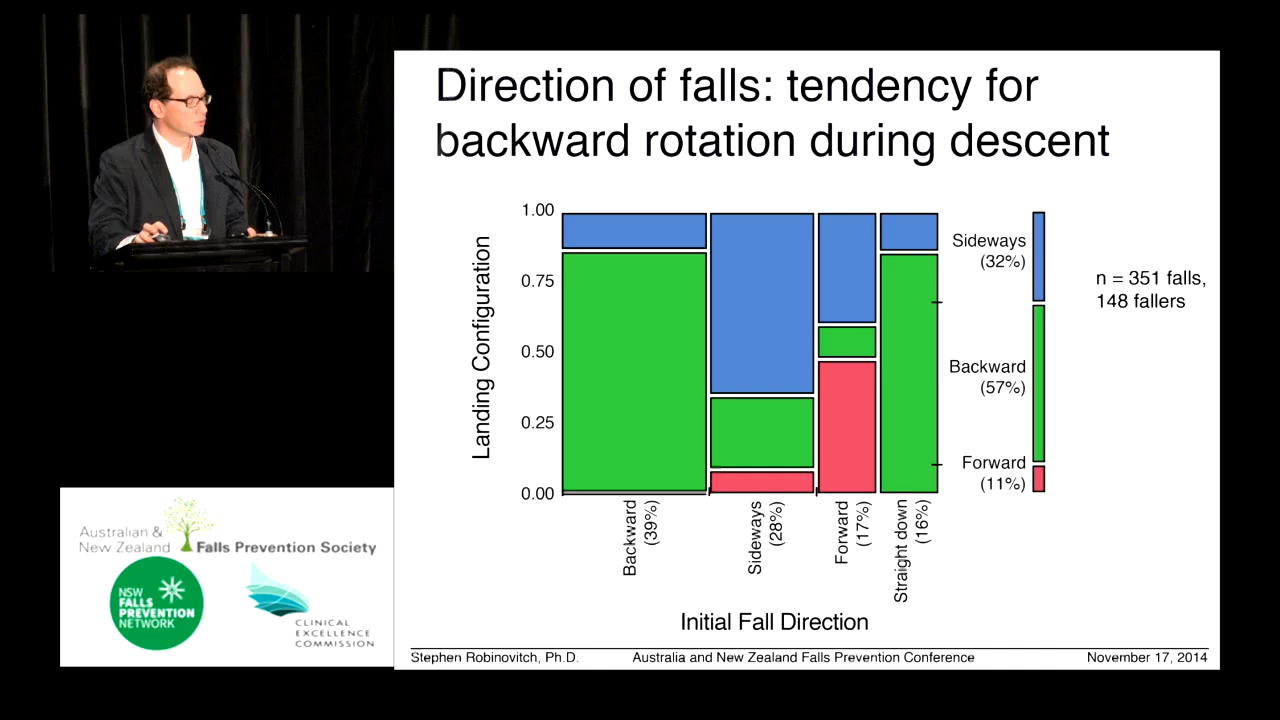 Direction of falls: tendency for
backward rotation during descent
1.00
0.75
0.50
0.25
0.00
Landing Configuration
Backward
(39%)
Sideways
(28%)
Forward
(17%)
Straight down
(16%)
Initial Fall Direction
Sideways
(32%)
Backward
(57%)
Forward
(11%)
n = 351 falls,
148 fallers
Stephen Robinovitch, Ph.D.
Australia and New Zealand Falls Prevention Conference
November 17, 2014
Australian &
New Zealand Falls Prevention Society
NSW
FALLS
PREVENTION
NETWORK
CLINICAL
EXCELLENCE
COMMISSION